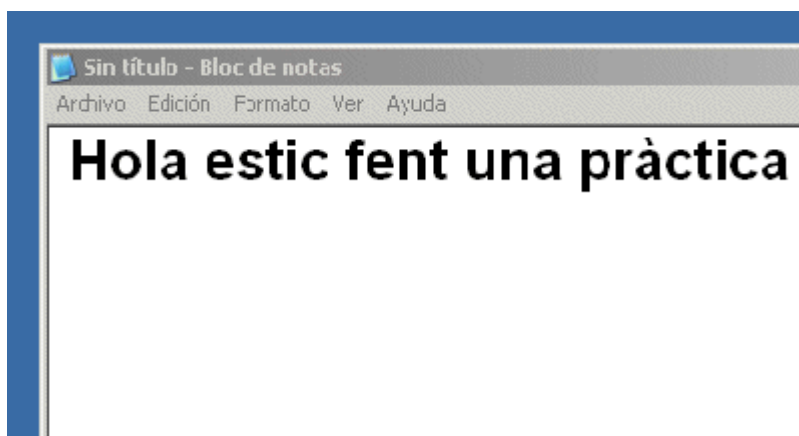 Sin título - Bloc de notas
Archivo Edición Formato Ver Ayuda
Hola estic fent una pràctica